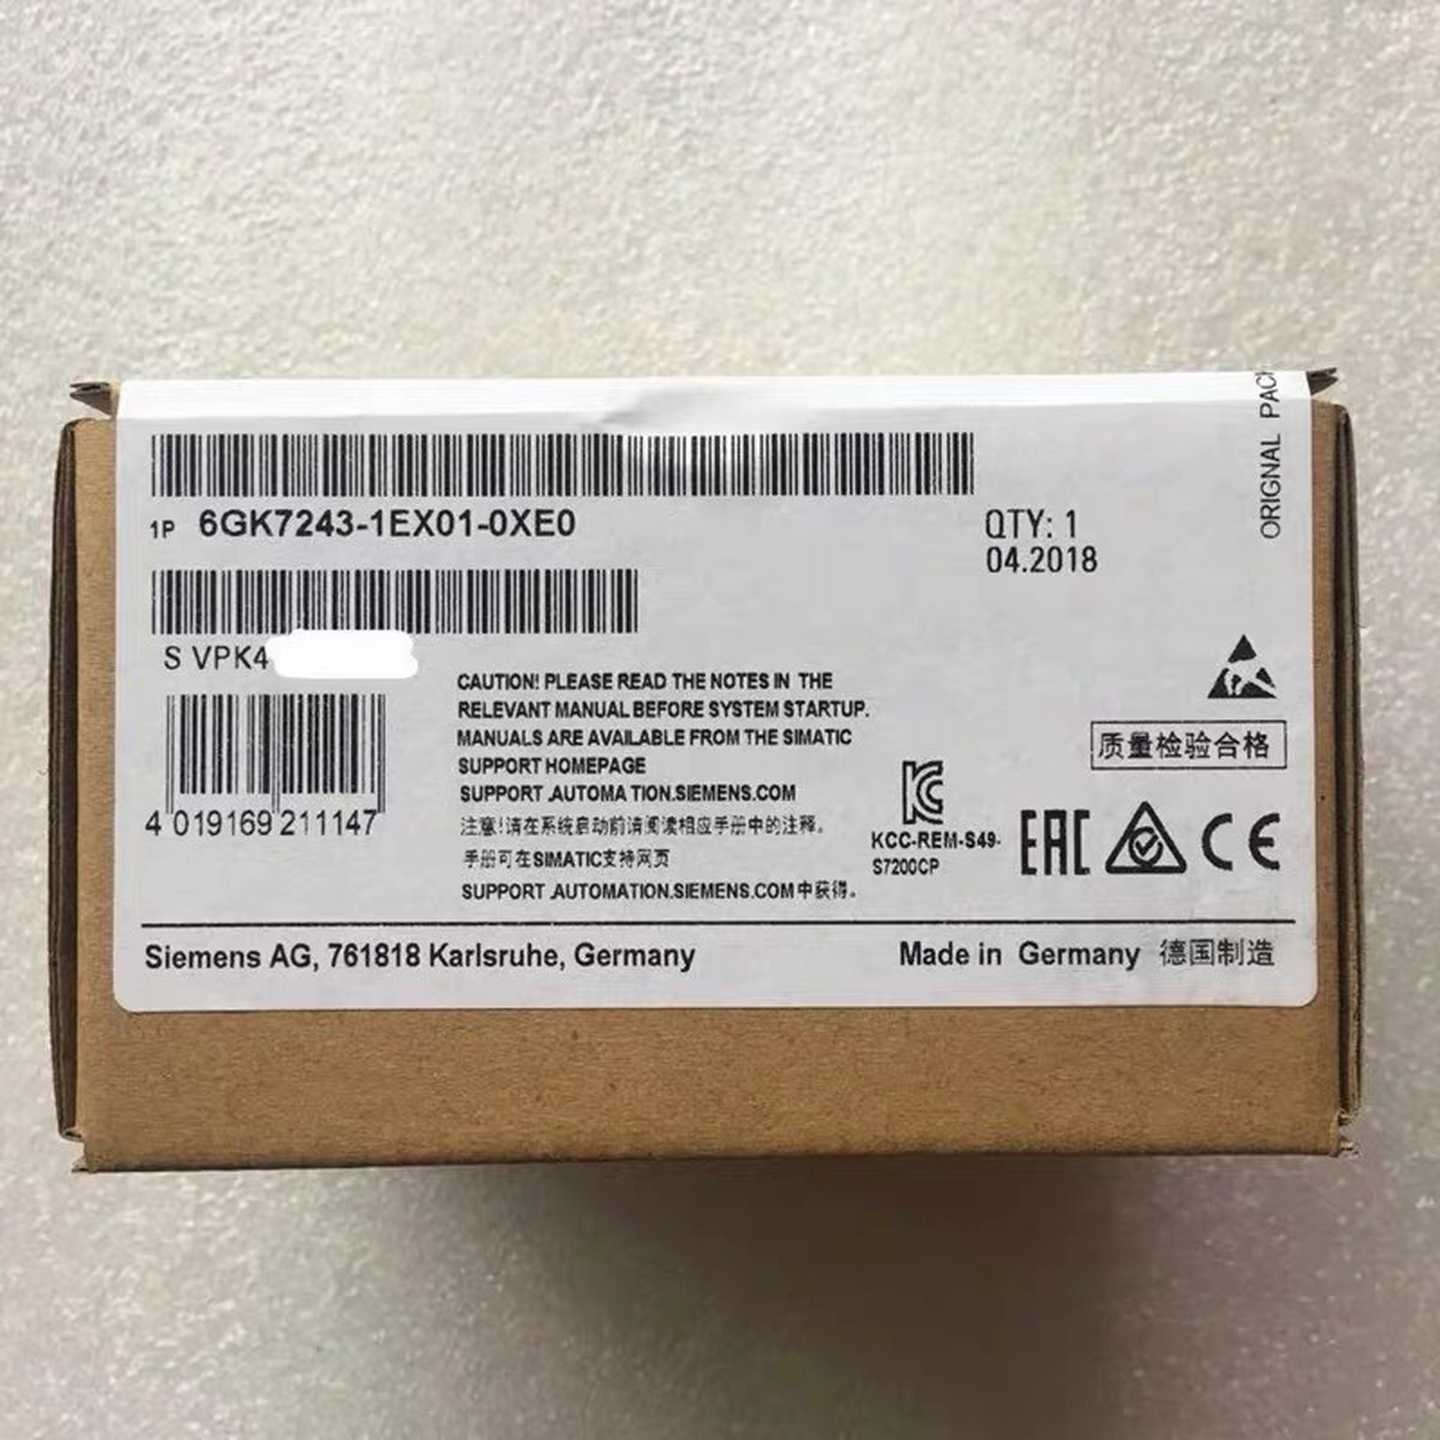 ORIGNAL PACK
1P 6GK7243-1EX01-0XE0
QTY: 1
04.2018
S VPK4
4 019169 211147
CAUTION! PLEASE READ THE NOTES IN THE
RELEVANT MANUAL BEFORE SYSTEM STARTUP.
MANUALS ARE AVAILABLE FROM THE SIMATIC
SUPPORT HOMEPAGE
SUPPORT .AUTOMA TION.SIEMENS.COM
注意!请在系统启动前请阅读相应手册中的注释。
手册可在SIMATIC支持网页
SUPPORT .AUTOMATION.SIEMENS.COM中获得。
质量检验合格
KC
KCC-REM-S49-
S7200CP
EAC
CE
Siemens AG, 761818 Karlsruhe, Germany
Made in Germany 德国制造